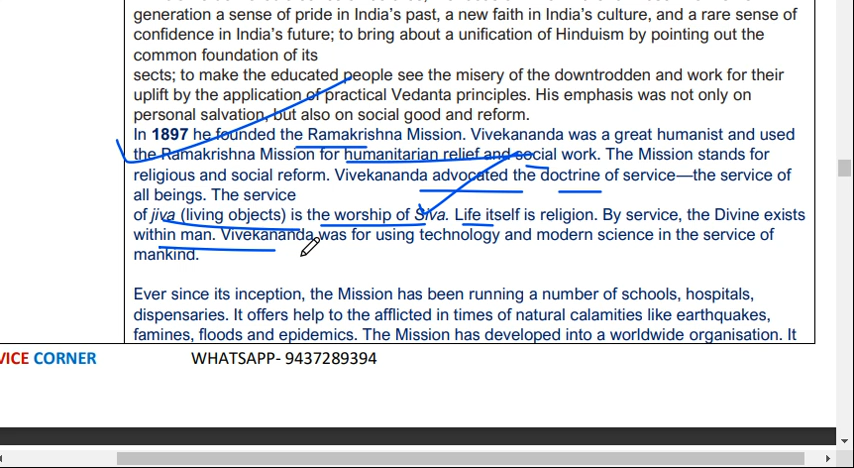 generation a sense of pride in India's past, a new faith in India's culture, and a rare sense of
confidence in India's future; to bring about a unification of Hinduism by pointing out the
common foundation of its
sects; to make the educated people see the misery of the downtrodden and work for their
uplift by the application of practical Vedanta principles. His emphasis was not only on
personal salvation, but also on social good and reform.
In 1897 he founded the Ramakrishna Mission. Vivekananda was a great humanist and used
the Ramakrishna Mission for humanitarian relief and social work. The Mission stands for
religious and social reform. Vivekananda advocated the doctrine of service—the service of
all beings. The service
of jiva (living objects) is the worship of Siva. Life itself is religion. By service, the Divine exists
within man. Vivekananda was for using technology and modern science in the service of
mankind.
Ever since its inception, the Mission has been running a number of schools, hospitals,
dispensaries. It offers help to the afflicted in times of natural calamities like earthquakes,
famines, floods and epidemics. The Mission has developed into a worldwide organisation. It
VICE CORNER WHATSAPP- 9437289394